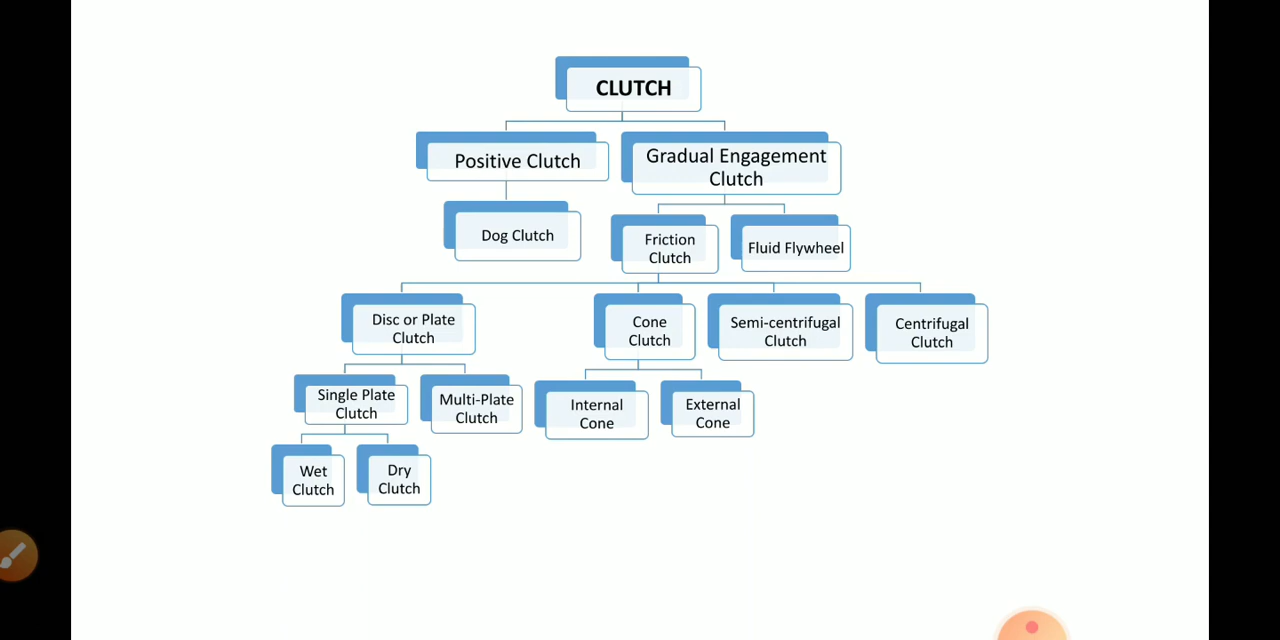 CLUTCH
Positive Clutch
Gradual Engagement
Clutch
Dog Clutch
Friction
Clutch
Fluid Flywheel
Disc or Plate
Clutch
Cone
Clutch
Semi-centrifugal
Clutch
Centrifugal
Clutch
Single Plate
Clutch
Multi-Plate
Clutch
Internal
Cone
External
Cone
Wet
Clutch
Dry
Clutch